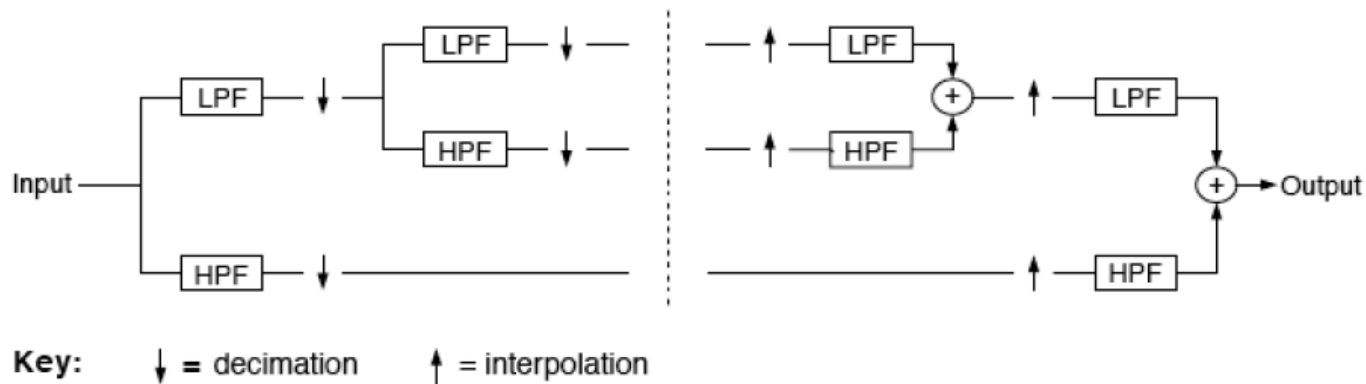 LPF LPF
LPF LPF
HPF HPF
+
Input + Output
HPF HPF
Key: ↓ = decimation ↑ = interpolation